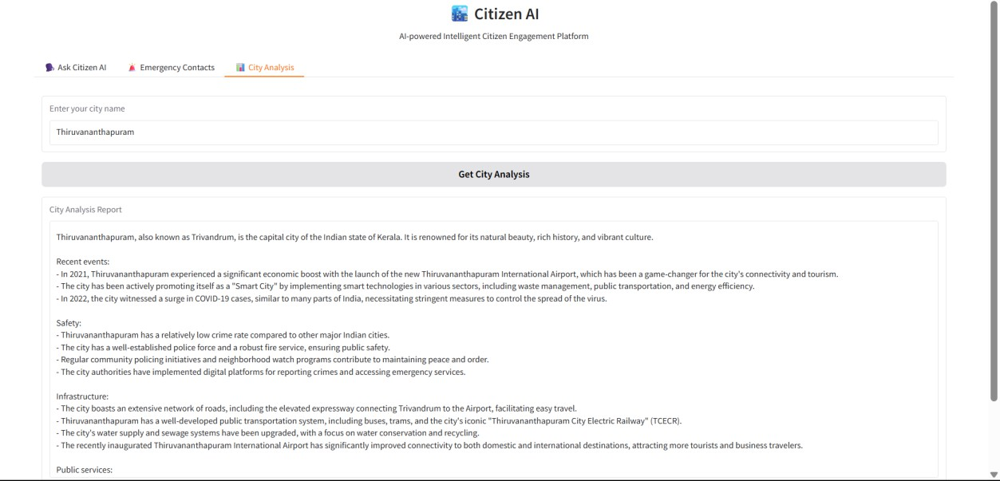 Citizen AI
AI-powered Intelligent Citizen Engagement Platform
Ask Citizen AI
Emergency Contacts
City Analysis
Enter your city name
Thiruvananthapuram
Get City Analysis
City Analysis Report
Thiruvananthapuram, also known as Trivandrum, is the capital city of the Indian state of Kerala. It is renowned for its natural beauty, rich history, and vibrant culture.
Recent events:
- In 2021, Thiruvananthapuram experienced a significant economic boost with the launch of the new Thiruvananthapuram International Airport, which has been a game-changer for the city's connectivity and tourism.
- The city has been actively promoting itself as a "Smart City" by implementing smart technologies in various sectors, including waste management, public transportation, and energy efficiency.
- In 2022, the city witnessed a surge in COVID-19 cases, similar to many parts of India, necessitating stringent measures to control the spread of the virus.
Safety:
- Thiruvananthapuram has a relatively low crime rate compared to other major Indian cities.
- The city has a well-established police force and a robust fire service, ensuring public safety.
- Regular community policing initiatives and neighborhood watch programs contribute to maintaining peace and order.
- The city authorities have implemented digital platforms for reporting crimes and accessing emergency services.
Infrastructure:
- The city boasts an extensive network of roads, including the elevated expressway connecting Trivandrum to the Airport, facilitating easy travel.
- Thiruvananthapuram has a well-developed public transportation system, including buses, trams, and the city's iconic "Thiruvananthapuram City Electric Railway" (TCECR).
- The city's water supply and sewage systems have been upgraded, with a focus on water conservation and recycling.
- The recently inaugurated Thiruvananthapuram International Airport has significantly improved connectivity to both domestic and international destinations, attracting more tourists and business travelers.
Public services: